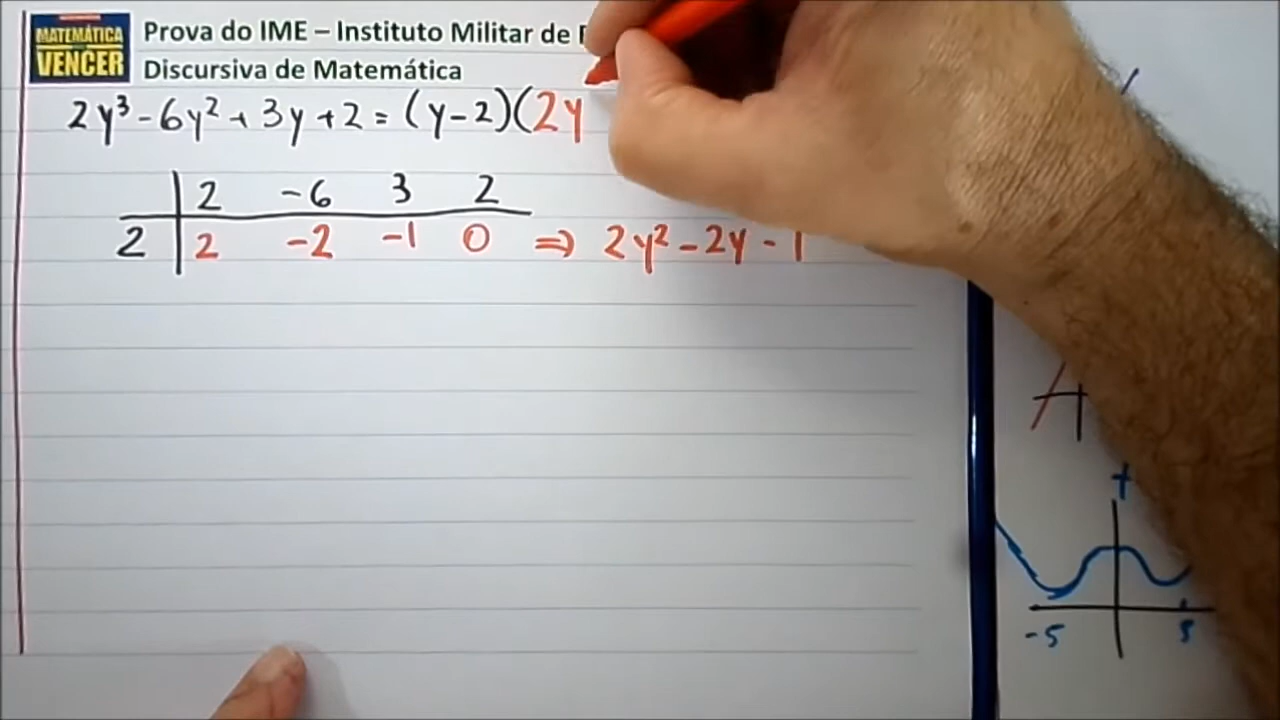 MATEMÁTICA
VENCER
Prova do IME – Instituto Militar de
Discursiva de Matemática
2y³ - 6y² + 3y + 2 = (y-2)(2y
2 -6 3 2
2 2 -2 -1 0 ⇒ 2y² - 2y - 1
-5 5